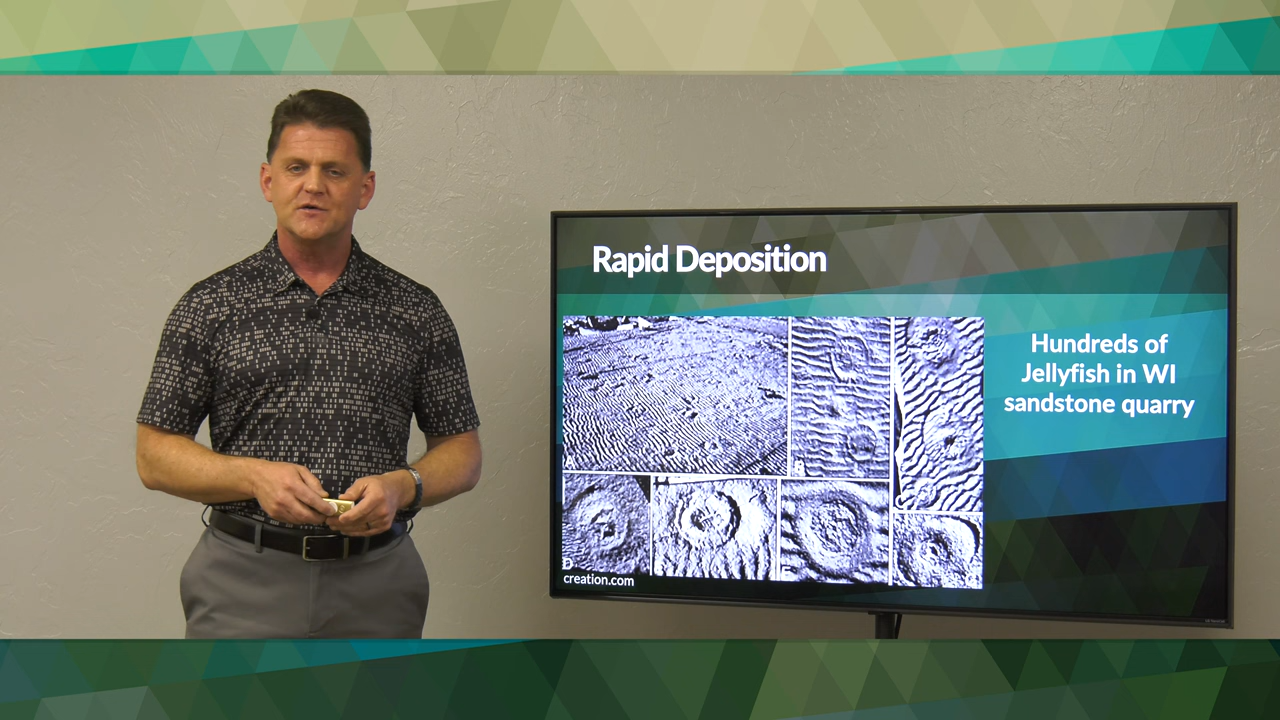 Rapid Deposition
Hundreds of
Jellyfish in WI
sandstone quarry
D
creation.com